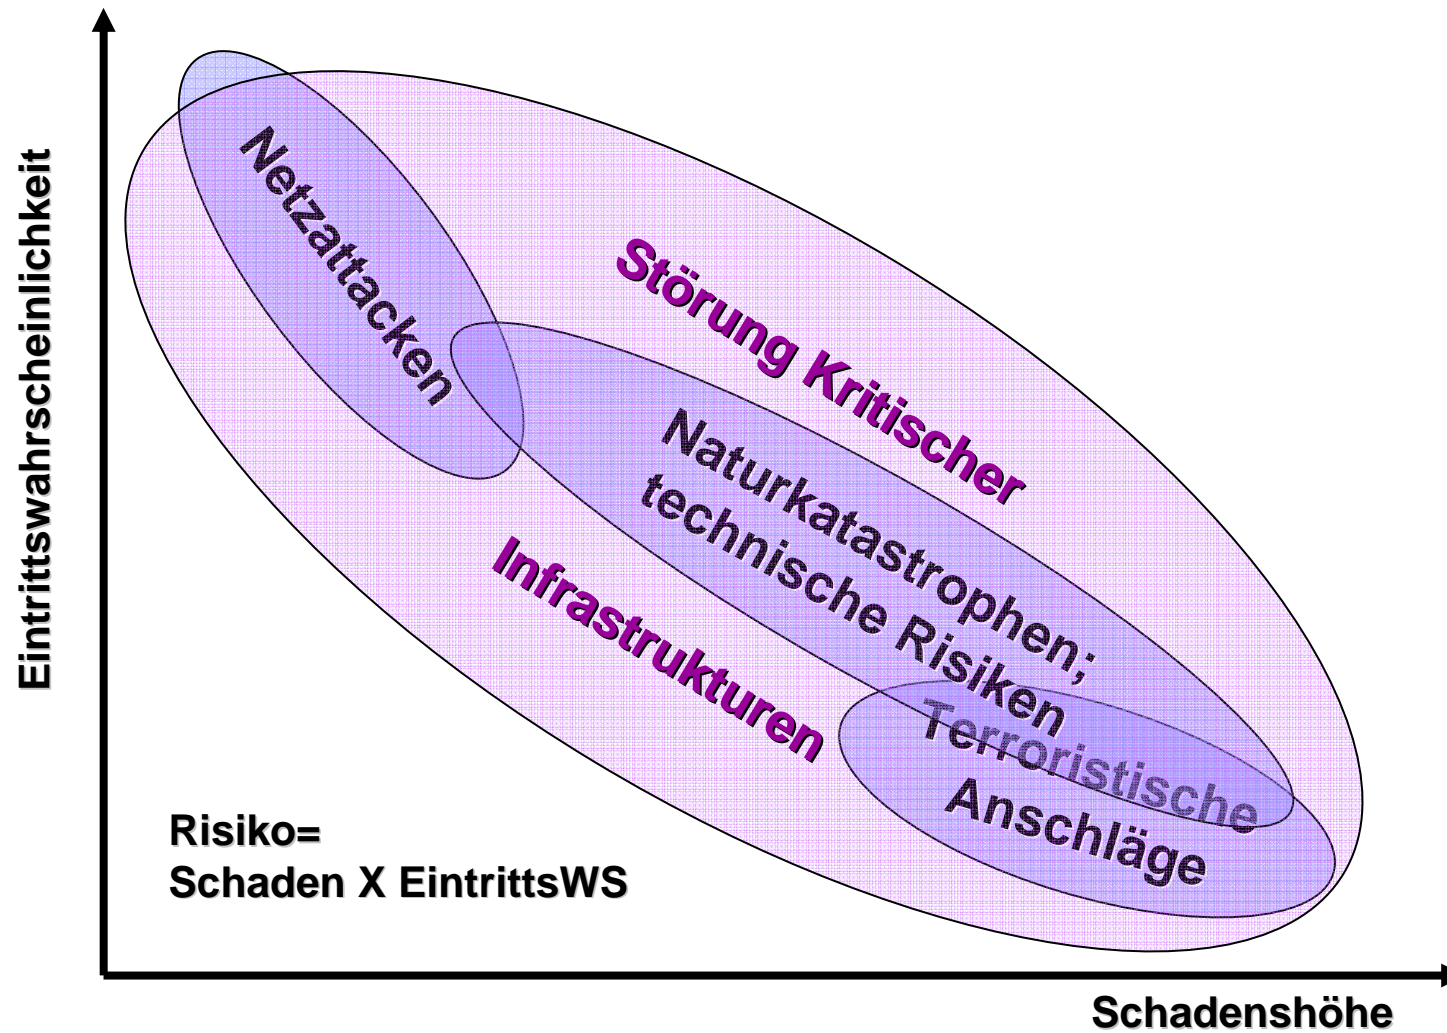 Eintrittswahrscheinlichkeit
Netzattacken
Störung Kritischer
Infrastrukturen
Naturkatastrophen;
technische Risiken
Terroristische
Anschläge
Risiko=
Schaden X EintrittsWS
Schadenshöhe